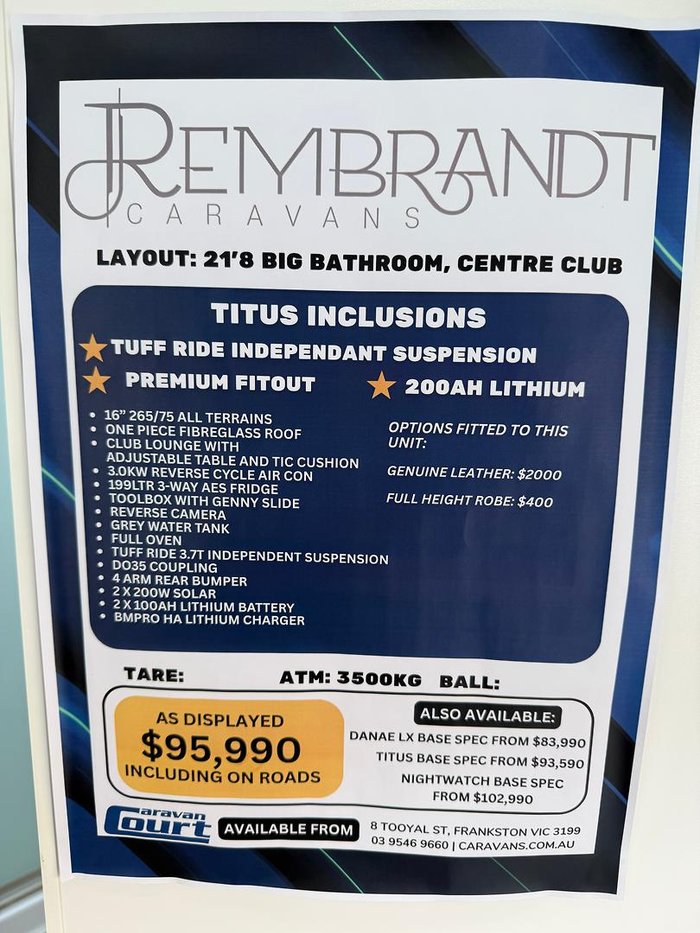 REMBRANDT
CARAVANS
LAYOUT: 21'8 BIG BATHROOM, CENTRE CLUB
TITUS INCLUSIONS
TUFF RIDE INDEPENDANT SUSPENSION
PREMIUM FITOUT
200AH LITHIUM
• 16" 265/75 ALL TERRAINS
• ONE PIECE FIBREGLASS ROOF
• CLUB LOUNGE WITH
ADJUSTABLE TABLE AND TIC CUSHION
• 3.0KW REVERSE CYCLE AIR CON
• 199LTR 3-WAY AES FRIDGE
• TOOLBOX WITH GENNY SLIDE
• REVERSE CAMERA
• GREY WATER TANK
• FULL OVEN
• TUFF RIDE 3.7T INDEPENDENT SUSPENSION
• DO35 COUPLING
• 4 ARM REAR BUMPER
• 2 X 200W SOLAR
• 2 X 100AH LITHIUM BATTERY
• BMPRO HA LITHIUM CHARGER
OPTIONS FITTED TO THIS
UNIT:
GENUINE LEATHER: $2000
FULL HEIGHT ROBE: $400
TARE: ATM: 3500KG BALL:
AS DISPLAYED
$95,990
INCLUDING ON ROADS
ALSO AVAILABLE:
DANAE LX BASE SPEC FROM $83,990
TITUS BASE SPEC FROM $93,590
NIGHTWATCH BASE SPEC
FROM $102,990
Caravan
Court
AVAILABLE FROM
8 TOOYAL ST, FRANKSTON VIC 3199
03 9546 9660 | CARAVANS.COM.AU